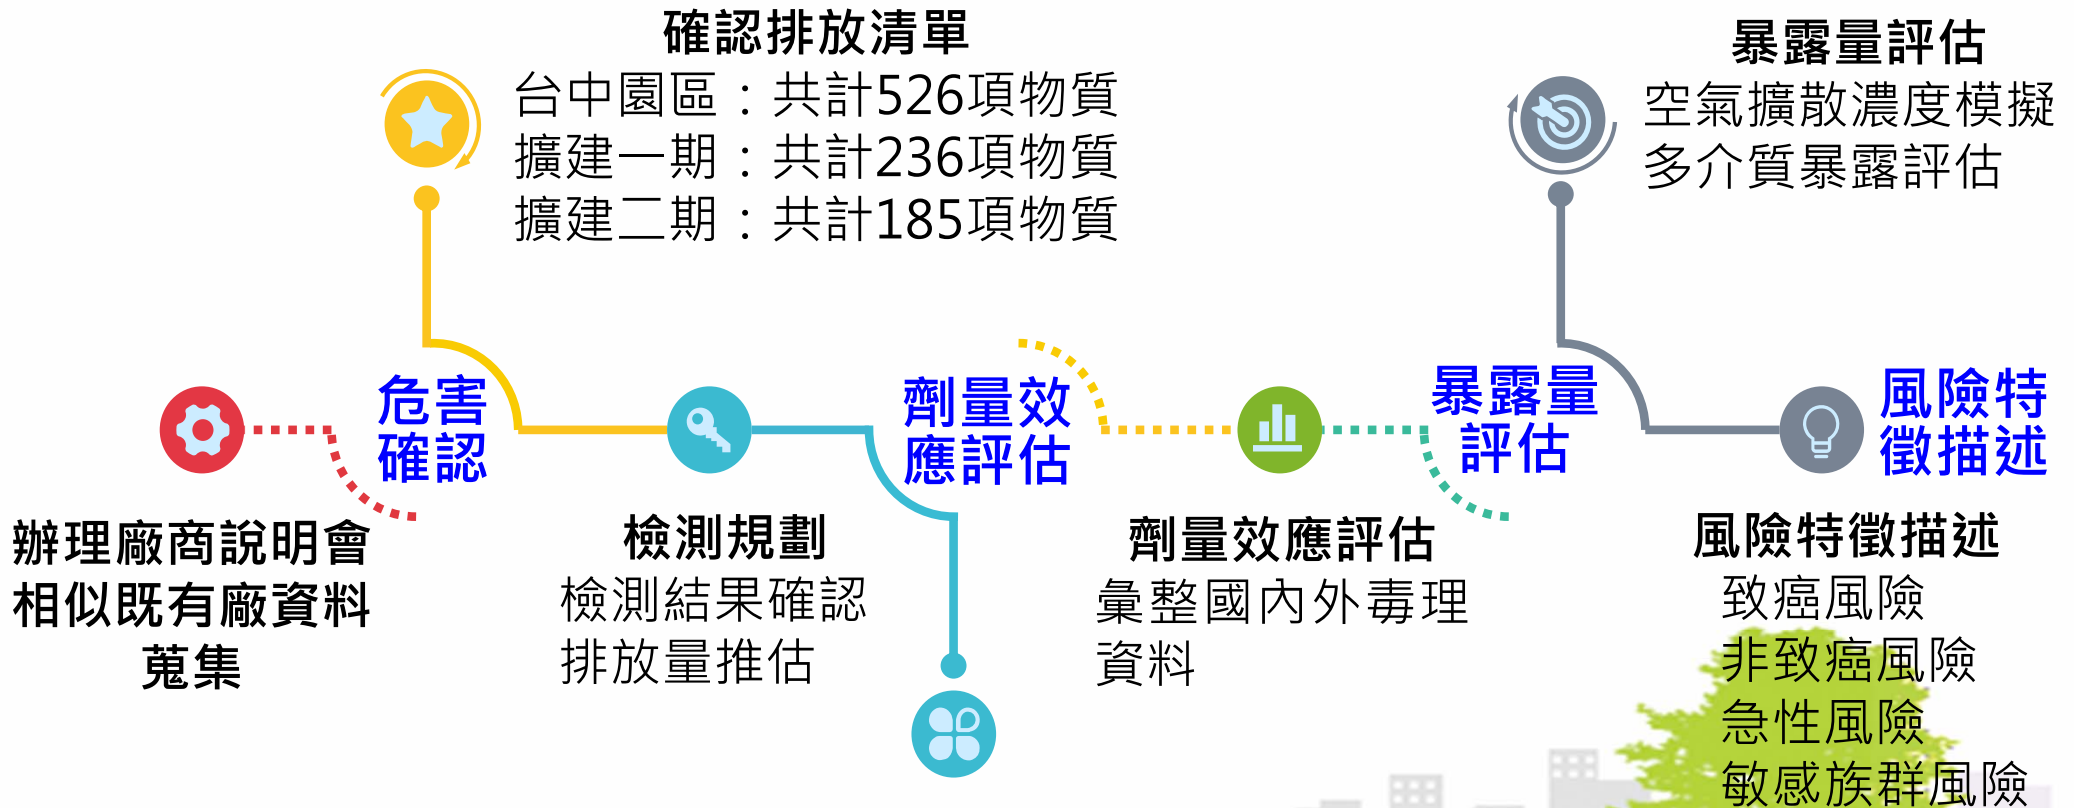 確認排放清單
台中園區：共計526項物質
擴建一期：共計236項物質
擴建二期：共計185項物質
暴露量評估
空氣擴散濃度模擬
多介質暴露評估
危害
確認
劑量效
應評估
暴露量
評估
風險特
徵描述
辦理廠商說明會
相似既有廠資料
蒐集
檢測規劃
檢測結果確認
排放量推估
劑量效應評估
彙整國內外毒理
資料
風險特徵描述
致癌風險
非致癌風險
急性風險
敏感族群風險